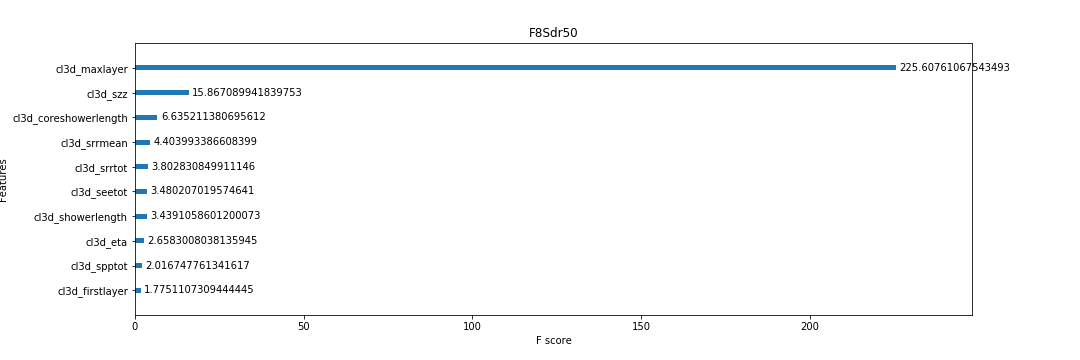 F8Sdr50
cl3d_maxlayer 225.60761067543493
cl3d_szz 15.867089941839753
cl3d_coreshowerlength 6.635211380695612
cl3d_srrmean 4.403993386608399
cl3d_srrtot 3.802830849911146
cl3d_seetot 3.480207019574641
cl3d_showerlength 3.4391058601200073
cl3d_eta 2.6583008038135945
cl3d_spptot 2.016747761341617
cl3d_firstlayer 1.7751107309444445
Features
0 50 100 150 200
F score